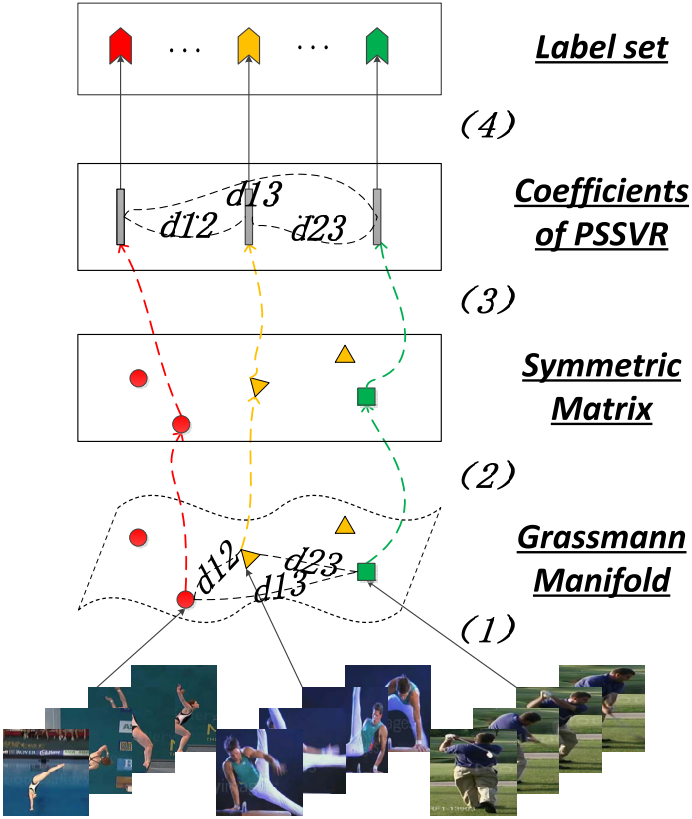 ... ...
Label set
(4)
d13
d12
d23
Coefficients
of PSSVR
(3)
Symmetric
Matrix
(2)
Grassmann
Manifold
d12
d23
d13
(1)